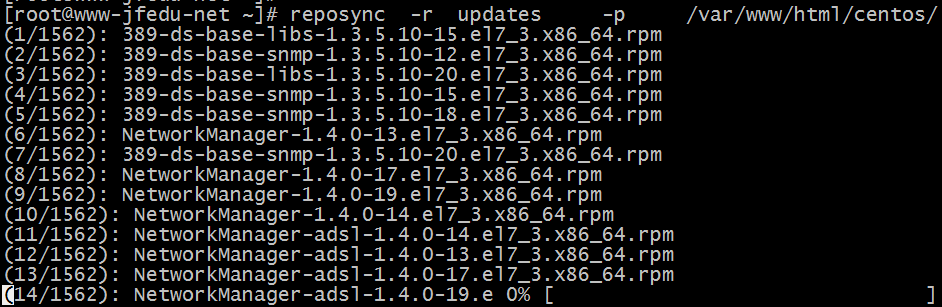 [root@www-jfedu-net ~]# reposync -r updates -p /var/www/html/centos/
(1/1562): 389-ds-base-libs-1.3.5.10-15.el7_3.x86_64.rpm
(2/1562): 389-ds-base-snmp-1.3.5.10-12.el7_3.x86_64.rpm
(3/1562): 389-ds-base-libs-1.3.5.10-20.el7_3.x86_64.rpm
(4/1562): 389-ds-base-snmp-1.3.5.10-15.el7_3.x86_64.rpm
(5/1562): 389-ds-base-snmp-1.3.5.10-18.el7_3.x86_64.rpm
(6/1562): NetworkManager-1.4.0-13.el7_3.x86_64.rpm
(7/1562): 389-ds-base-snmp-1.3.5.10-20.el7_3.x86_64.rpm
(8/1562): NetworkManager-1.4.0-17.el7_3.x86_64.rpm
(9/1562): NetworkManager-1.4.0-19.el7_3.x86_64.rpm
(10/1562): NetworkManager-1.4.0-14.el7_3.x86_64.rpm
(11/1562): NetworkManager-adsl-1.4.0-14.el7_3.x86_64.rpm
(12/1562): NetworkManager-adsl-1.4.0-13.el7_3.x86_64.rpm
(13/1562): NetworkManager-adsl-1.4.0-17.el7_3.x86_64.rpm
(14/1562): NetworkManager-adsl-1.4.0-19.e 0% [ ]